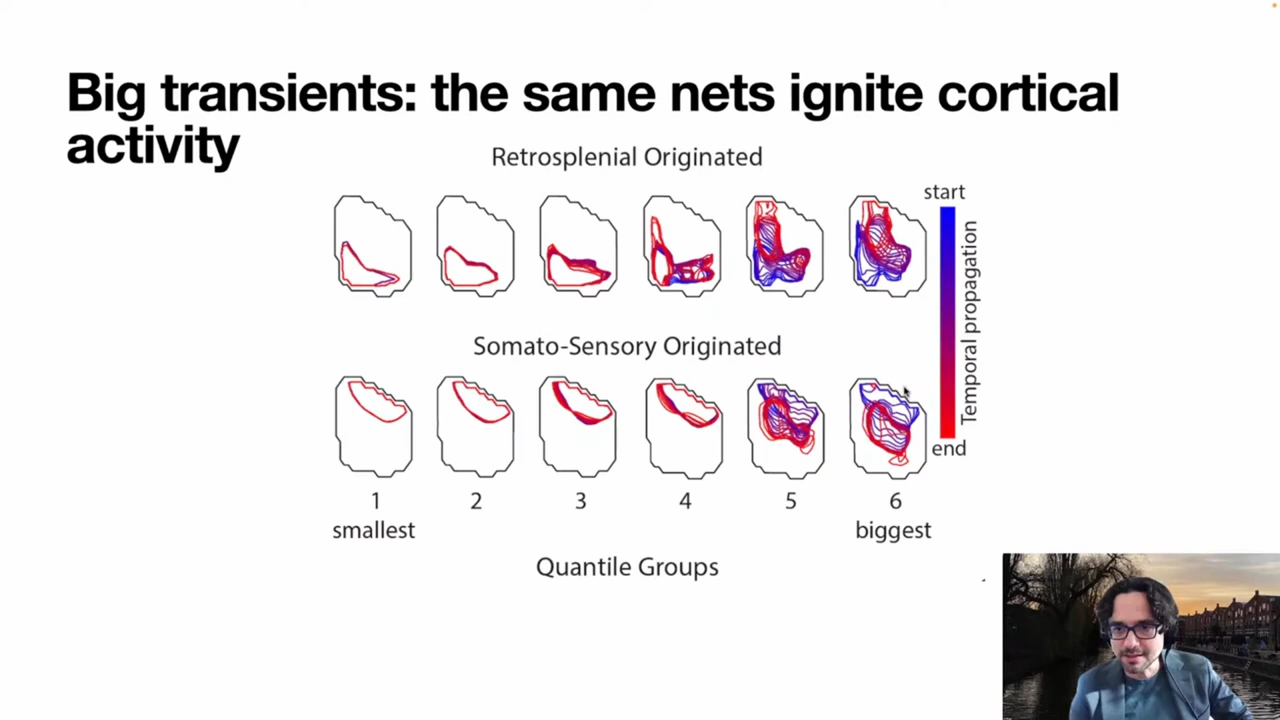 Big transients: the same nets ignite cortical
activity
Retrosplenial Originated
start
Temporal propagation
end
Somato-Sensory Originated
1 2 3 4 5 6
smallest biggest
Quantile Groups